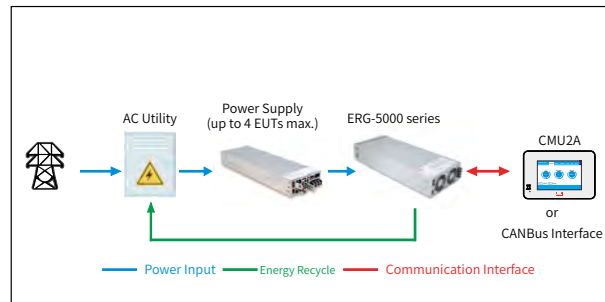 AC Utility
Power Supply
(up to 4 EUTs max.)
ERG-5000 series
CMU2A
or
CANBus Interface
Power Input
Energy Recycle
Communication Interface